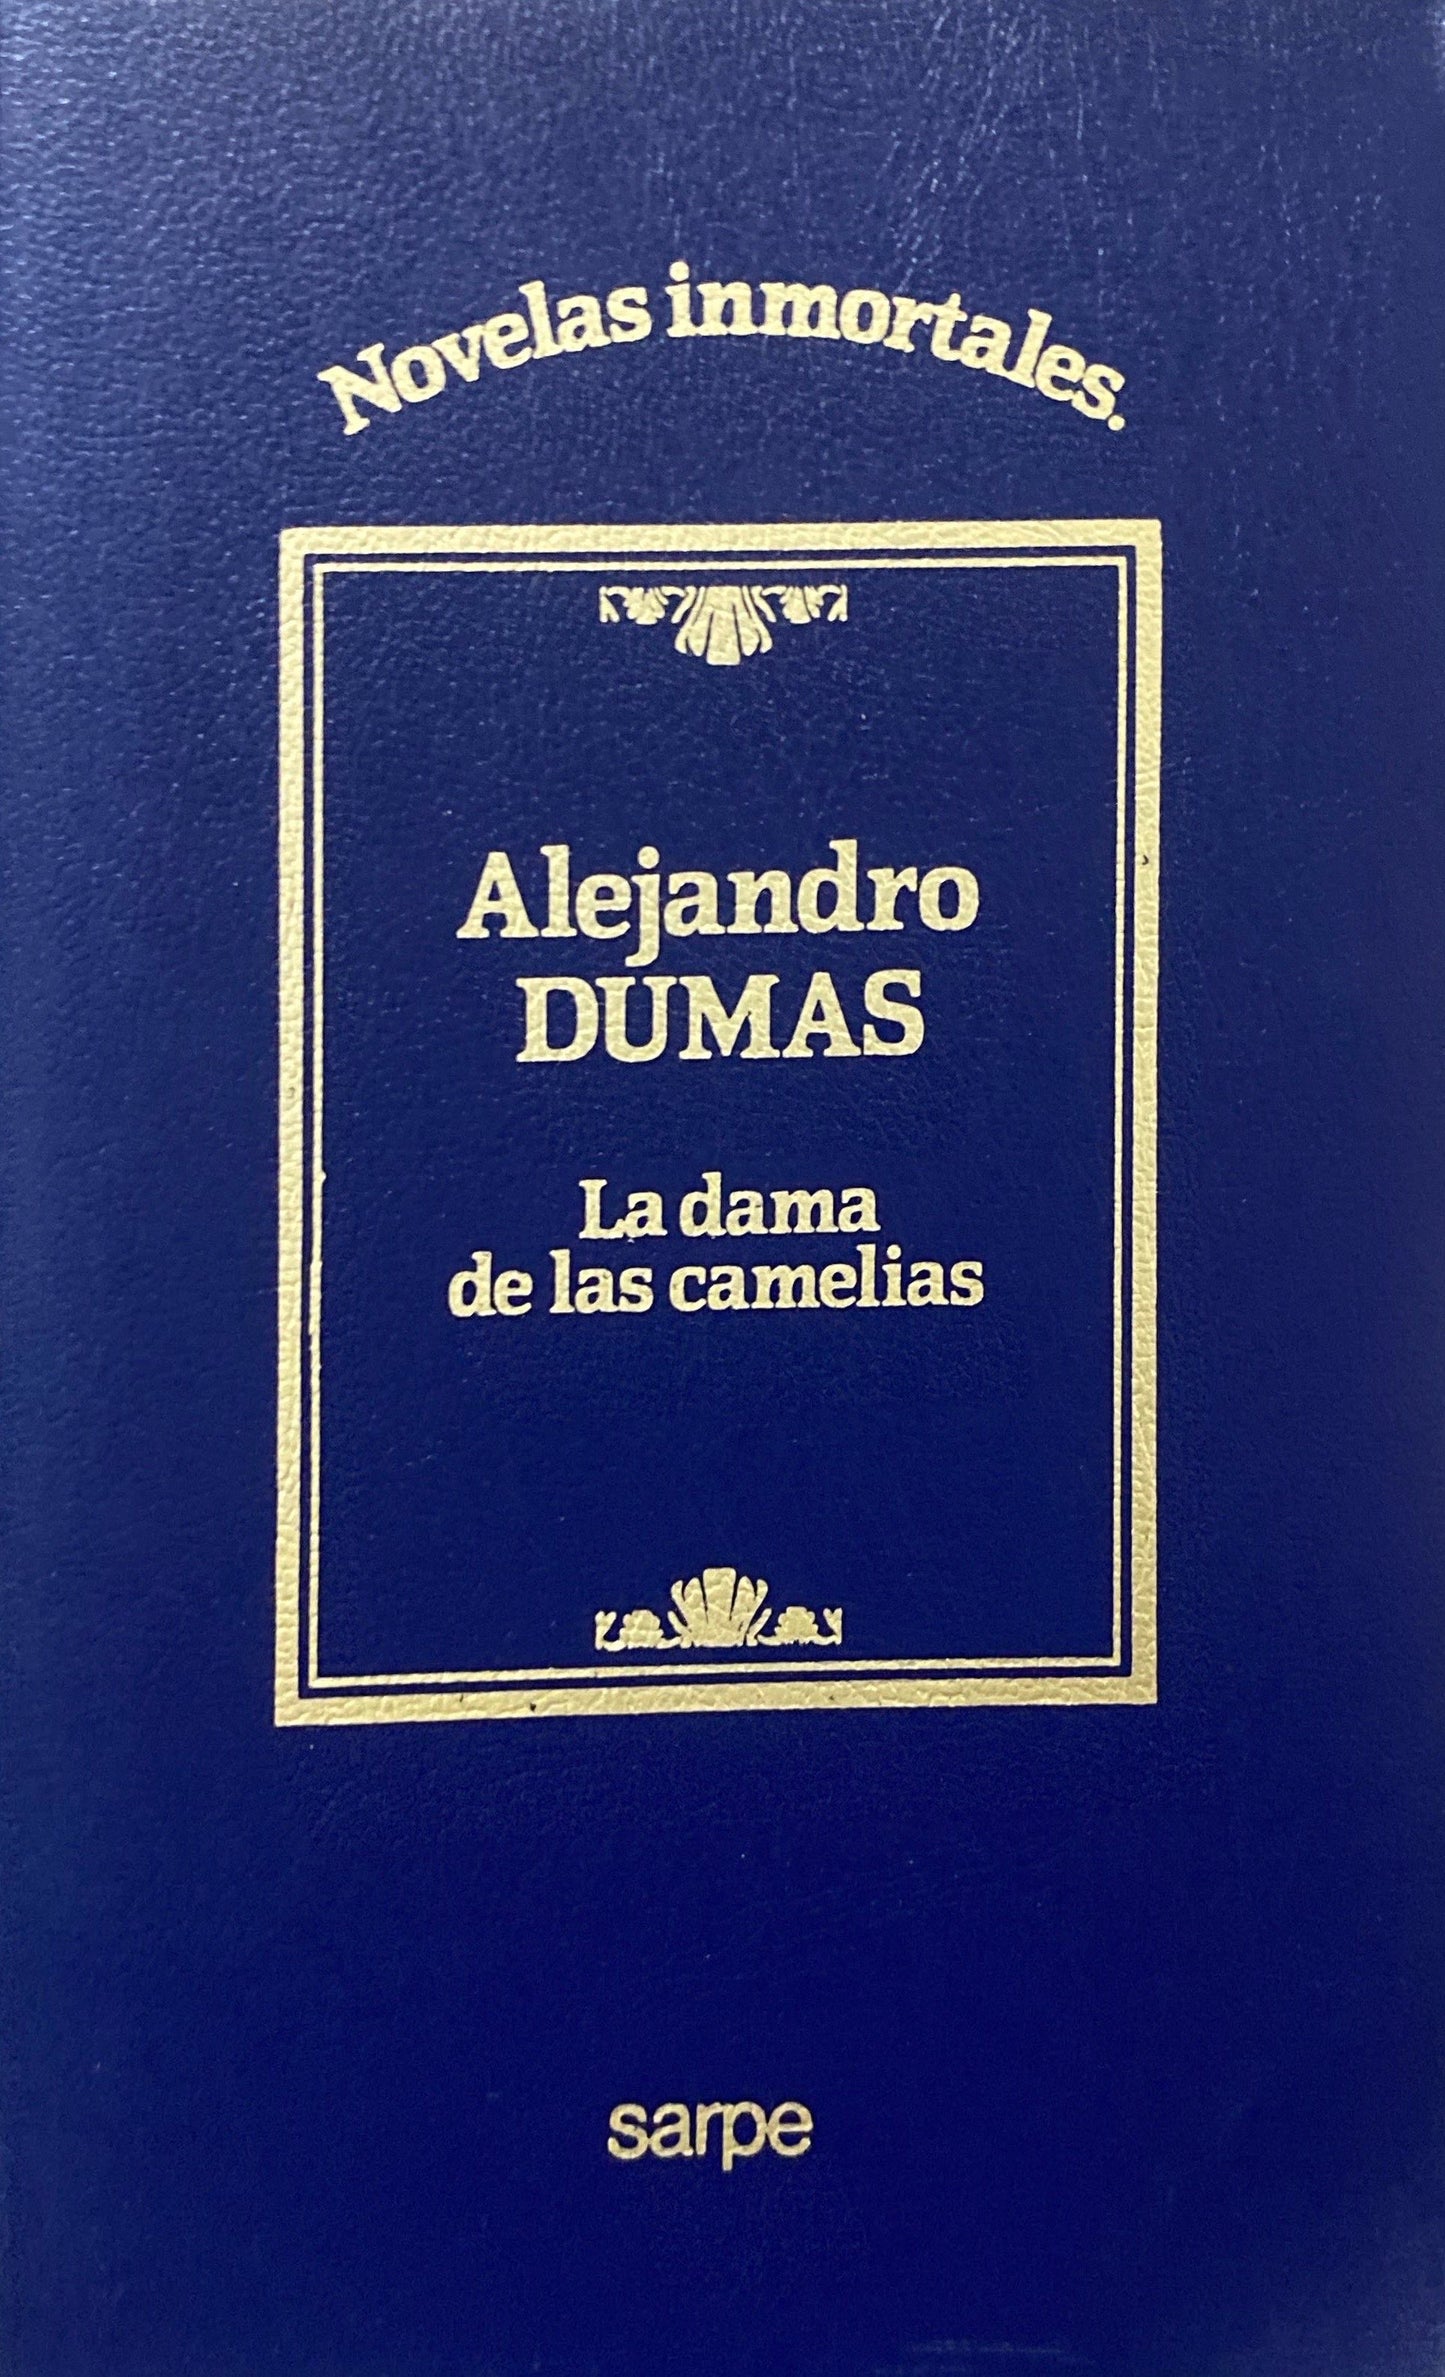 Novelas inmortales.
Alejandro
DUMAS
La dama
de las camelias
sarpe